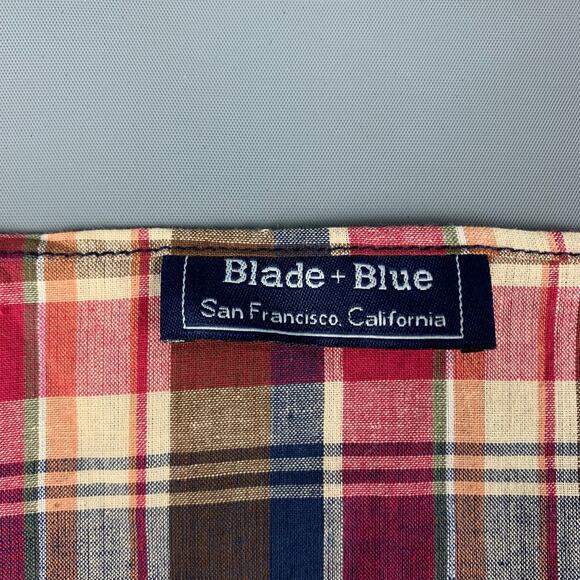 Blade + Blue
San Francisco, California